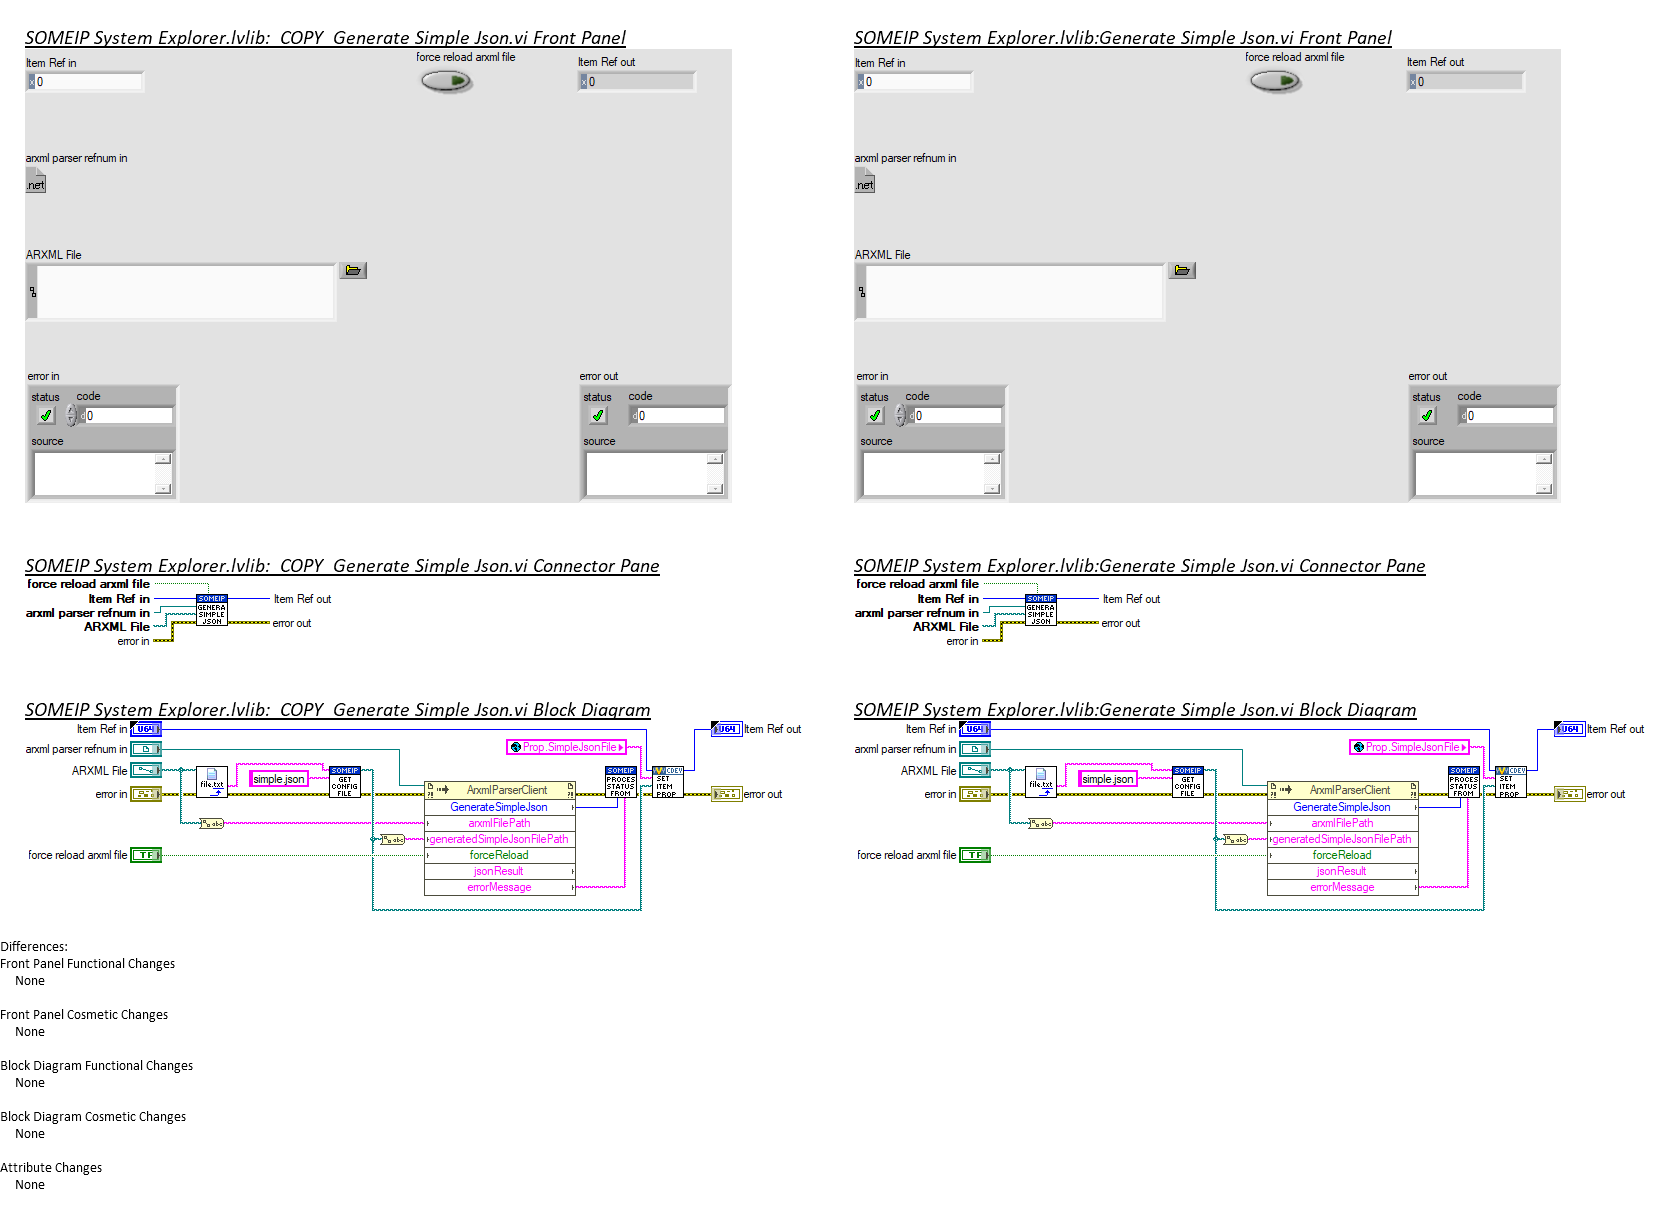 SOMEIP System Explorer.lvlib:  COPY  Generate Simple Json.vi Front Panel
Item Ref in
force reload arxml file
Item Ref out
x 0
x 0
arxml parser refnum in
.net
ARXML File
error in
error out
status code
d 0
source
status code
d 0
source
SOMEIP System Explorer.lvlib:Generate Simple Json.vi Front Panel
Item Ref in
force reload arxml file
Item Ref out
x 0
x 0
arxml parser refnum in
.net
ARXML File
error in
error out
status code
d 0
source
status code
d 0
source
SOMEIP System Explorer.lvlib:  COPY  Generate Simple Json.vi Connector Pane
force reload arxml file
Item Ref in
arxml parser refnum in
ARXML File
error in
SOMEIP
GENERA
SIMPLE
JSON
Item Ref out
error out
SOMEIP System Explorer.lvlib:Generate Simple Json.vi Connector Pane
force reload arxml file
Item Ref in
arxml parser refnum in
ARXML File
error in
SOMEIP
GENERA
SIMPLE
JSON
Item Ref out
error out
SOMEIP System Explorer.lvlib:  COPY  Generate Simple Json.vi Block Diagram
Item Ref in
U64
arxml parser refnum in
ARXML File
error in
force reload arxml file
TF
file.txt
simple.json
SOMEIP
GET
CONFIG
FILE
abc
abc
ArxmlParserClient
GenerateSimpleJson
arxmlFilePath
generatedSimpleJsonFilePath
forceReload
jsonResult
errorMessage
Prop.SimpleJsonFile
SOMEIP
PROCES
STATUS
FROM
CDEV
SET
ITEM
PROP
U64
Item Ref out
error out
SOMEIP System Explorer.lvlib:Generate Simple Json.vi Block Diagram
Item Ref in
U64
arxml parser refnum in
ARXML File
error in
force reload arxml file
TF
file.txt
simple.json
SOMEIP
GET
CONFIG
FILE
abc
abc
ArxmlParserClient
GenerateSimpleJson
arxmlFilePath
generatedSimpleJsonFilePath
forceReload
jsonResult
errorMessage
Prop.SimpleJsonFile
SOMEIP
PROCES
STATUS
FROM
CDEV
SET
ITEM
PROP
U64
Item Ref out
error out
Differences:
Front Panel Functional Changes
None
Front Panel Cosmetic Changes
None
Block Diagram Functional Changes
None
Block Diagram Cosmetic Changes
None
Attribute Changes
None